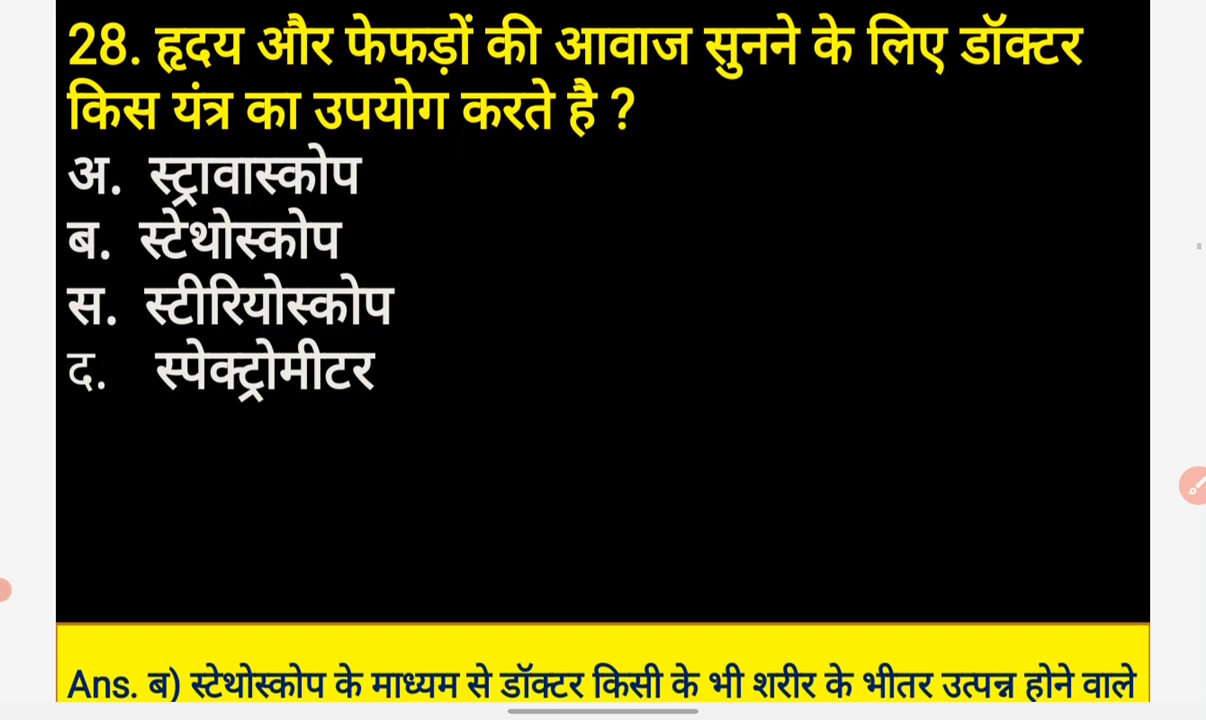 28. हृदय और फेफड़ों की आवाज सुनने के लिए डॉक्टर
किस यंत्र का उपयोग करते है ?
अ. स्ट्रावास्कोप
ब. स्टेथोस्कोप
स. स्टीरियोस्कोप
द. स्पेक्ट्रोमीटर
Ans. ब) स्टेथोस्कोप के माध्यम से डॉक्टर किसी के भी शरीर के भीतर उत्पन्न होने वाले